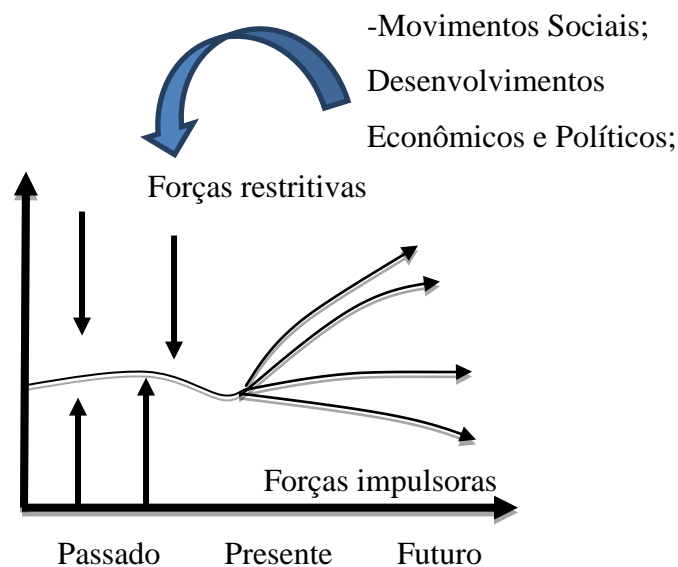 -Movimentos Sociais;
Desenvolvimentos
Econômicos e Políticos;
Forças restritivas
Forças impulsoras
Passado Presente Futuro